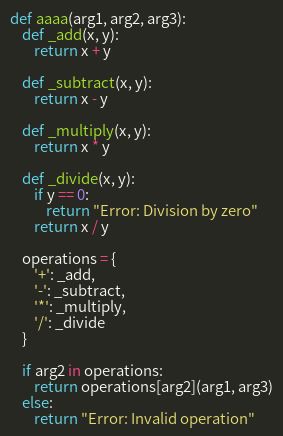 def aaaa(arg1, arg2, arg3):
    def _add(x, y):
        return x + y

    def _subtract(x, y):
        return x - y

    def _multiply(x, y):
        return x * y

    def _divide(x, y):
        if y == 0:
            return "Error: Division by zero"
        return x / y

    operations = {
        '+': _add,
        '-': _subtract,
        '*': _multiply,
        '/': _divide
    }

    if arg2 in operations:
        return operations[arg2](arg1, arg3)
    else:
        return "Error: Invalid operation"